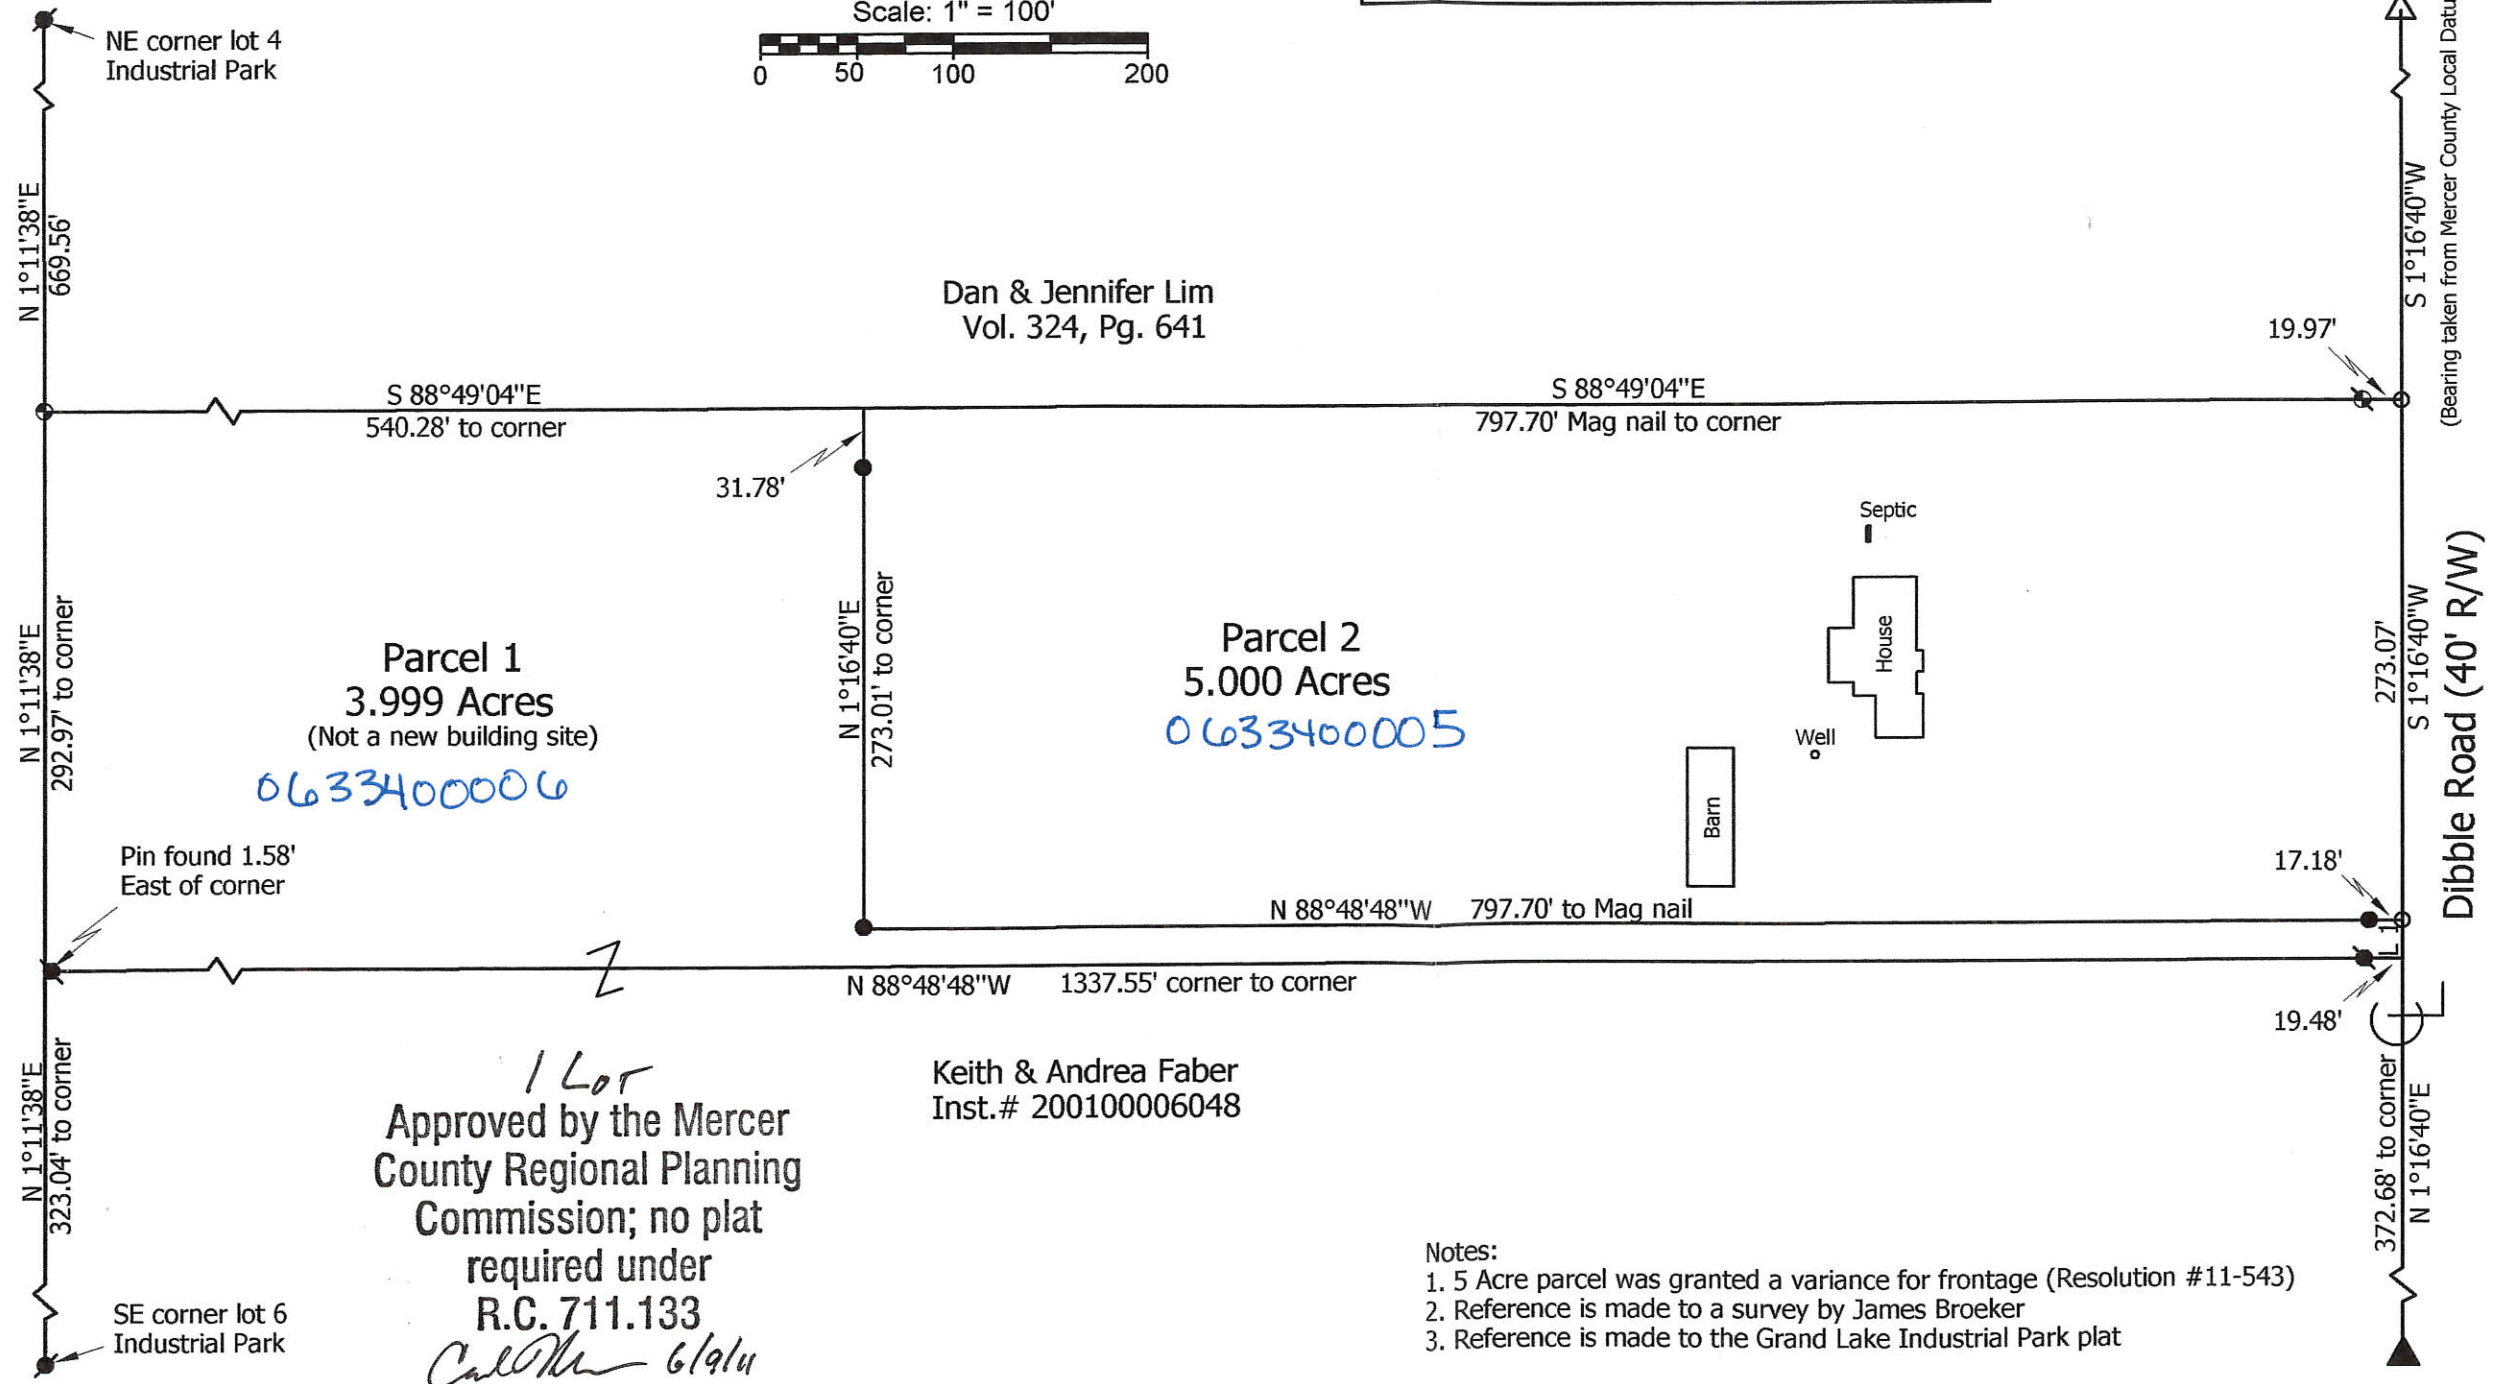 Scale: 1" = 100'
0 50 100 200
NE corner lot 4
Industrial Park
N 1°11'38"E
669.56'
Dan & Jennifer Lim
Vol. 324, Pg. 641
S 1°16'40"W
(Bearing taken from Mercer County Local Datu
19.97'
S 88°49'04"E
540.28' to corner
S 88°49'04"E
797.70' Mag nail to corner
31.78'
N 1°11'38"E
292.97' to corner
Parcel 1
3.999 Acres
(Not a new building site)
06334400006
N 1°16'40"E
273.01' to corner
Parcel 2
5.000 Acres
0633400005
Septic
House
Well
Barn
273.07'
S 1°16'40"W
Dibble Road (40' R/W)
Pin found 1.58'
East of corner
17.18'
N 88°48'48"W 797.70' to Mag nail
L 1
N 88°48'48"W 1337.55' corner to corner
19.48'
N 1°11'38"E
323.04' to corner
1 Lot
Approved by the Mercer
County Regional Planning
Commission; no plat
required under
R.C. 711.133
6/9/11
Keith & Andrea Faber
Inst.# 200100006048
372.68' to corner
N 1°16'40"E
SE corner lot 6
Industrial Park
Notes:
1. 5 Acre parcel was granted a variance for frontage (Resolution #11-543)
2. Reference is made to a survey by James Broeker
3. Reference is made to the Grand Lake Industrial Park plat